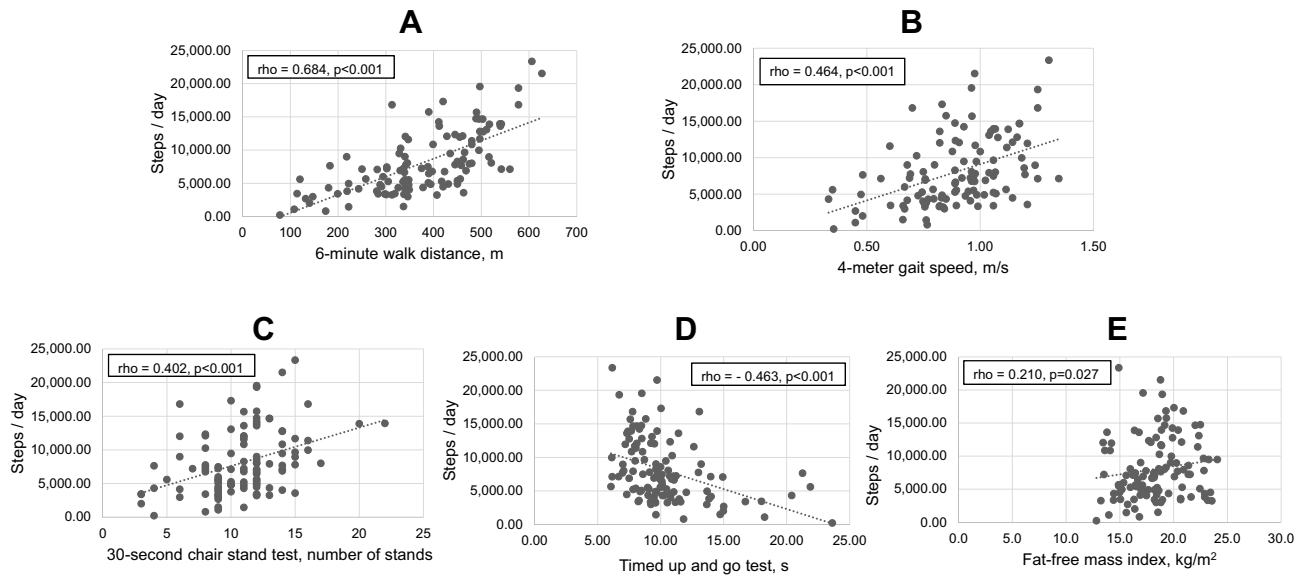 A
25,000.00
20,000.00
15,000.00
10,000.00
5,000.00
0.00
Steps / day
rho = 0.684, p<0.001
0 100 200 300 400 500 600 700
6-minute walk distance, m
B
25,000.00
20,000.00
15,000.00
10,000.00
5,000.00
0.00
Steps / day
rho = 0.464, p<0.001
0.00 0.50 1.00 1.50
4-meter gait speed, m/s
C
25,000.00
20,000.00
15,000.00
10,000.00
5,000.00
0.00
Steps / day
rho = 0.402, p<0.001
0 5 10 15 20 25
30-second chair stand test, number of stands
D
25,000.00
20,000.00
15,000.00
10,000.00
5,000.00
0.00
Steps / day
rho = - 0.463, p<0.001
0.00 5.00 10.00 15.00 20.00 25.00
Timed up and go test, s
E
25,000.00
20,000.00
15,000.00
10,000.00
5,000.00
0.00
Steps / day
rho = 0.210, p=0.027
0.0 5.0 10.0 15.0 20.0 25.0 30.0
Fat-free mass index, kg/m²